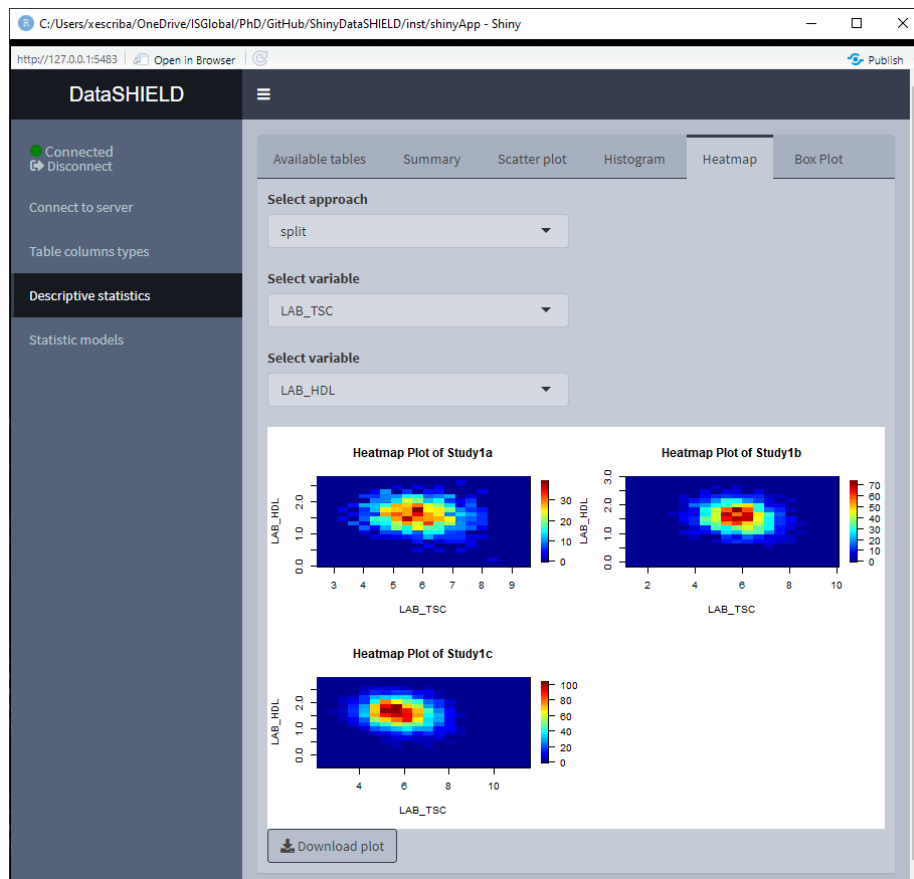 C:/Users/xescriba/OneDrive/ISGlobal/PhD/GitHub/ShinyDataSHIELD/inst/shinyApp - Shiny
http://127.0.0.1:5483 Open in Browser Publish
DataSHIELD
Connected
Disconnect
Connect to server
Table columns types
Descriptive statistics
Statistic models
Available tables Summary Scatter plot Histogram Heatmap Box Plot
Select approach
split
Select variable
LAB_TSC
Select variable
LAB_HDL
Heatmap Plot of Study1a
LAB_HDL
0.0 1.0 2.0
3 4 5 6 7 8 9
LAB_TSC
30
20
10
0
Heatmap Plot of Study1b
LAB_HDL
0.0 1.0 2.0 3.0
2 4 6 8 10
LAB_TSC
70
60
50
40
30
20
10
0
Heatmap Plot of Study1c
LAB_HDL
0.0 1.0 2.0
4 6 8 10
LAB_TSC
100
80
60
40
20
0
Download plot